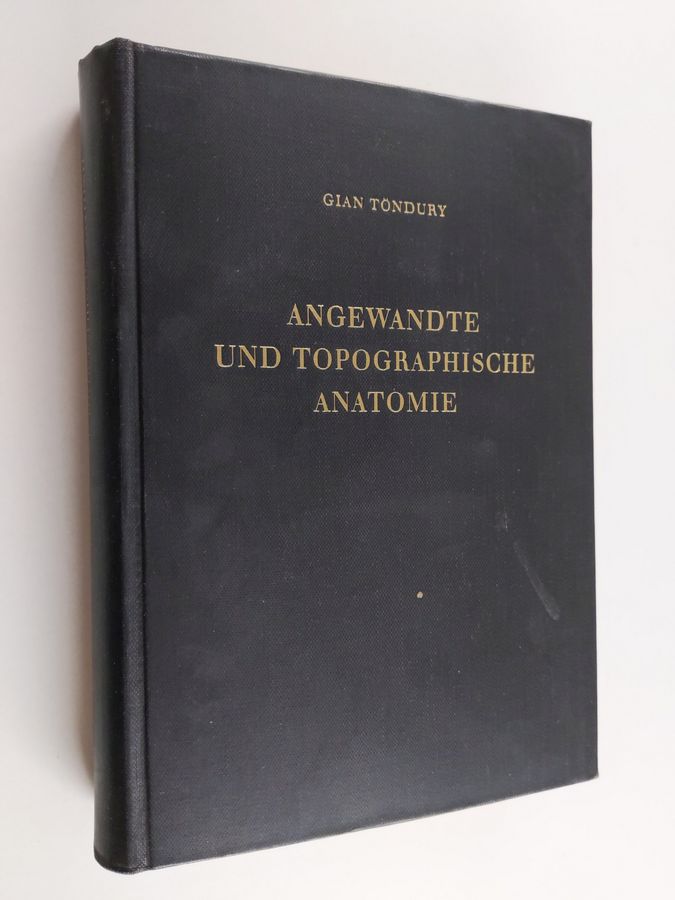 GIAN TÖNDURY
ANGEWANDTE
UND TOPOGRAPHISCHE
ANATOMIE